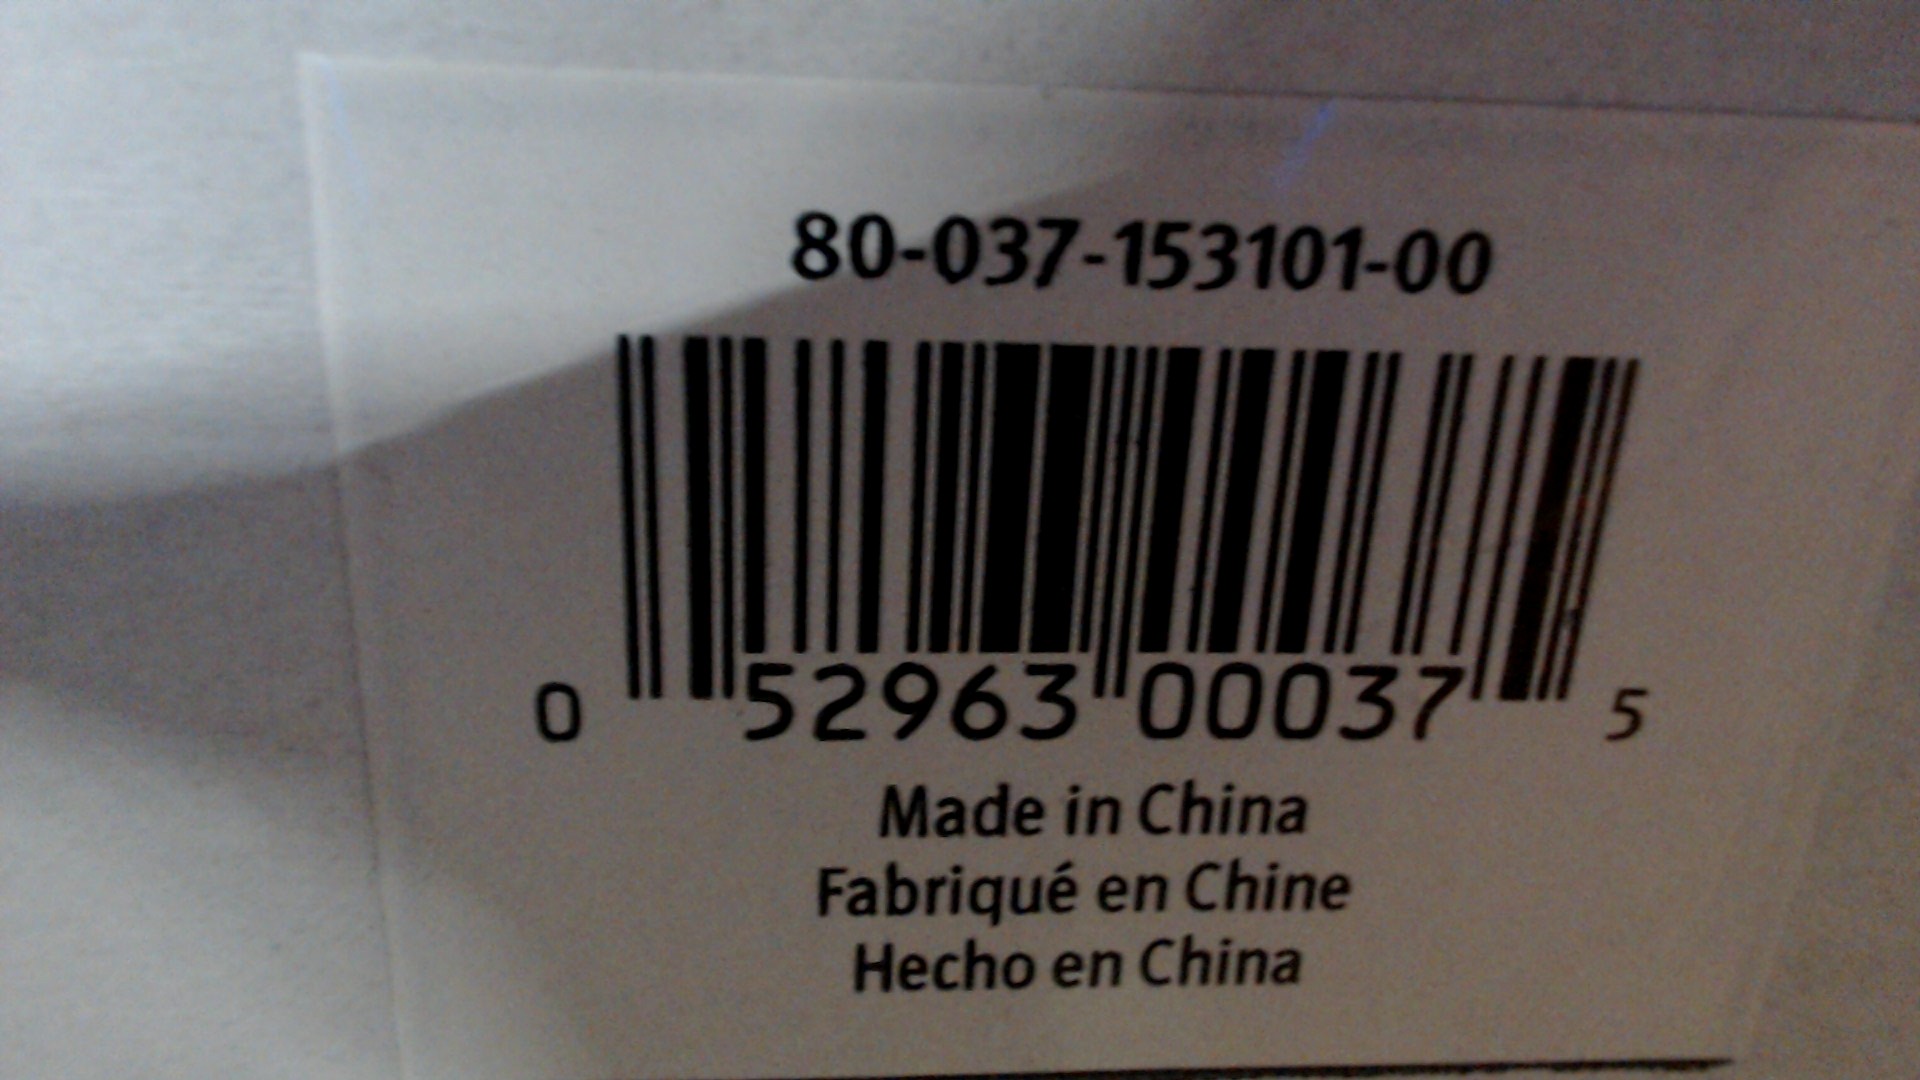 80-037-153101-00
0 52963 00037 5
Made in China
Fabriqué en Chine
Hecho en China